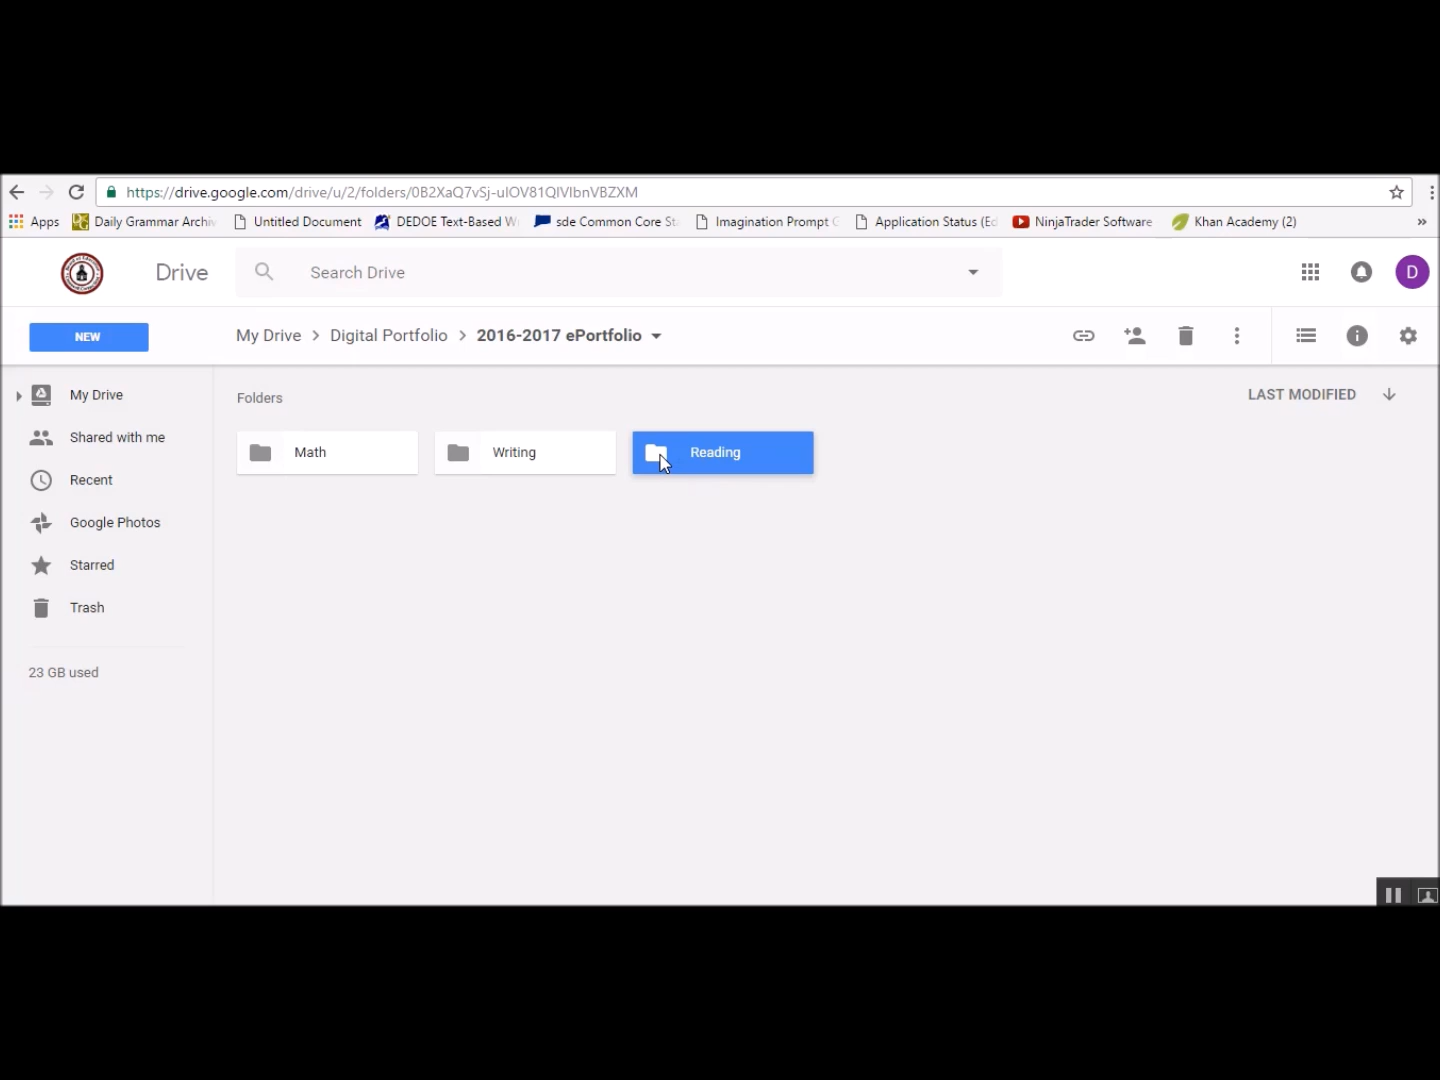 https://drive.google.com/drive/u/2/folders/0B2XaQ7vSj-uIOV81QlVIbnVBZXM
Apps Daily Grammar Archiv Untitled Document DEDOE Text-Based W sde Common Core Sta Imagination Prompt G Application Status (Ed NinjaTrader Software Khan Academy (2) »
Drive Search Drive D
NEW My Drive > Digital Portfolio > 2016-2017 ePortfolio
My Drive
Folders LAST MODIFIED
Shared with me
Math Writing Reading
Recent
Google Photos
Starred
Trash
23 GB used